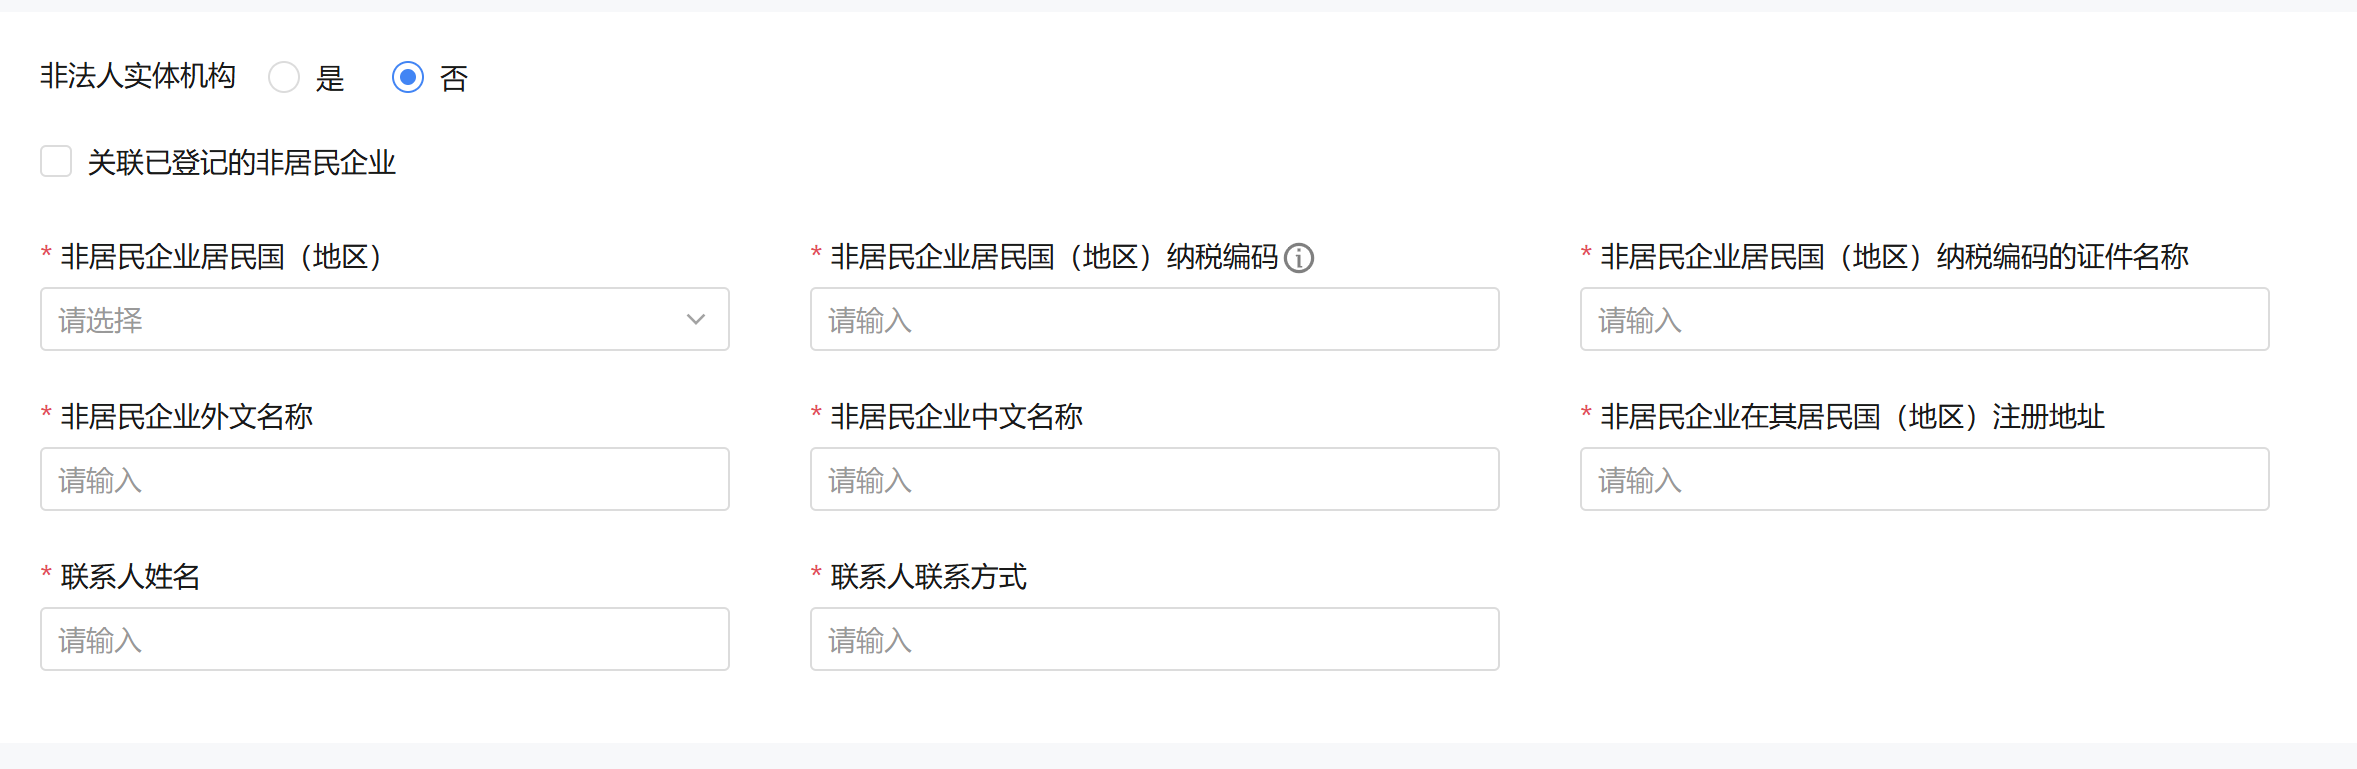 非法人实体机构 是 否
关联已登记的非居民企业
* 非居民企业居民国（地区） * 非居民企业居民国（地区）纳税编码 * 非居民企业居民国（地区）纳税编码的证件名称
请选择 请输入 请输入
* 非居民企业外文名称 * 非居民企业中文名称 * 非居民企业在其居民国（地区）注册地址
请输入 请输入 请输入
* 联系人姓名 * 联系人联系方式
请输入 请输入